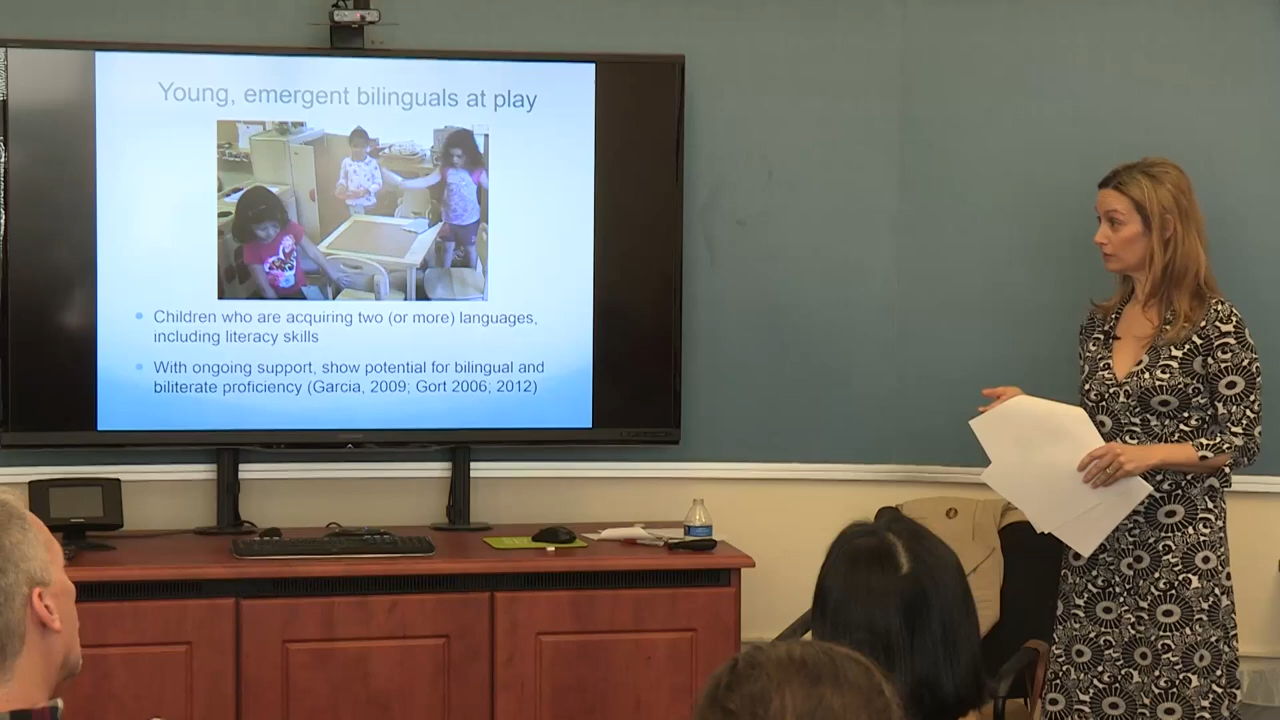 Young, emergent bilinguals at play
Children who are acquiring two (or more) languages,
including literacy skills
With ongoing support, show potential for bilingual and
biliterate proficiency (Garcia, 2009; Gort 2006; 2012)